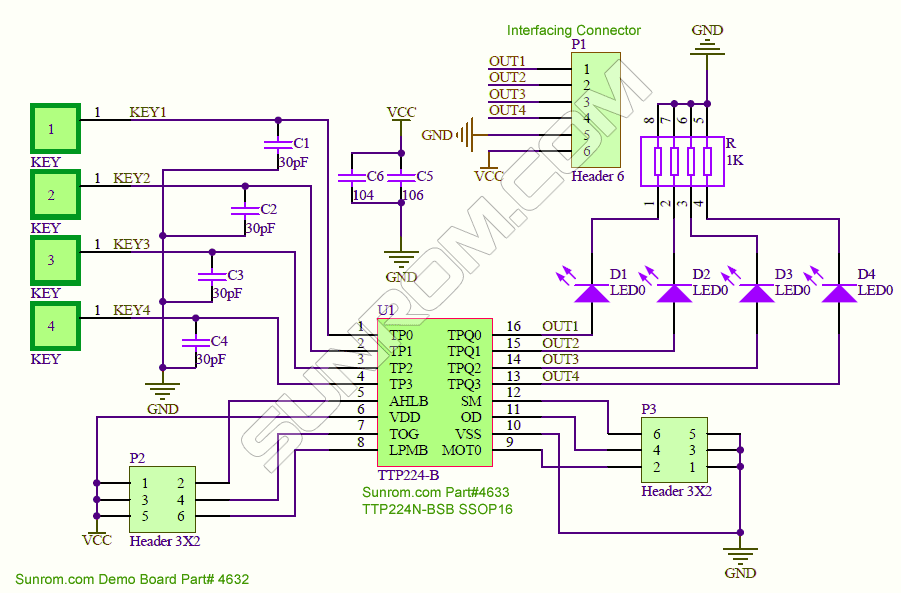 Interfacing Connector
P1
GND
OUT1
OUT2
OUT3
OUT4
GND
VCC
1
2
3
4
5
6
Header 6
8 7 6 5
R
1K
1 2 3 4
1 1 KEY1
KEY
2 1 KEY2
KEY
3 1 KEY3
KEY
4 1 KEY4
KEY
C1
30pF
C2
30pF
C3
30pF
C4
30pF
GND
VCC
C6 C5
104 106
GND
D1 D2 D3 D4
LED0 LED0 LED0 LED0
U1
1 TP0 TPQ0 16 OUT1
2 TP1 TPQ1 15 OUT2
3 TP2 TPQ2 14 OUT3
4 TP3 TPQ3 13 OUT4
5 AHLB SM 12
6 VDD OD 11
7 TOG VSS 10
8 LPMB MOT0 9
TTP224-B
Sunrom.com Part#4633
TTP224N-BSB SSOP16
P2
1 2
3 4
5 6
VCC
Header 3X2
P3
6 5
4 3
2 1
Header 3X2
GND
Sunrom.com Demo Board Part# 4632
SUNROM.COM